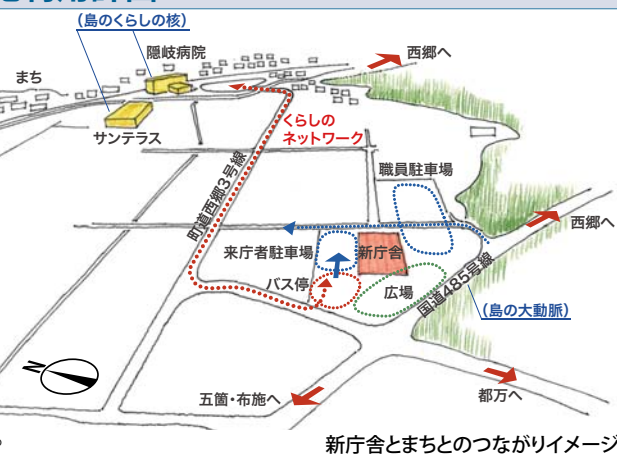 (島のくらしの核)
隠岐病院
西郷へ
まち
サンテラス
くらしの
ネットワーク
町道西郷3号線
職員駐車場
西郷へ
来庁者駐車場
新庁舎
バス停
広場
国道485号線
(島の大動脈)
N
五箇・布施へ
都万へ
新庁舎とまちとのつながりイメージ